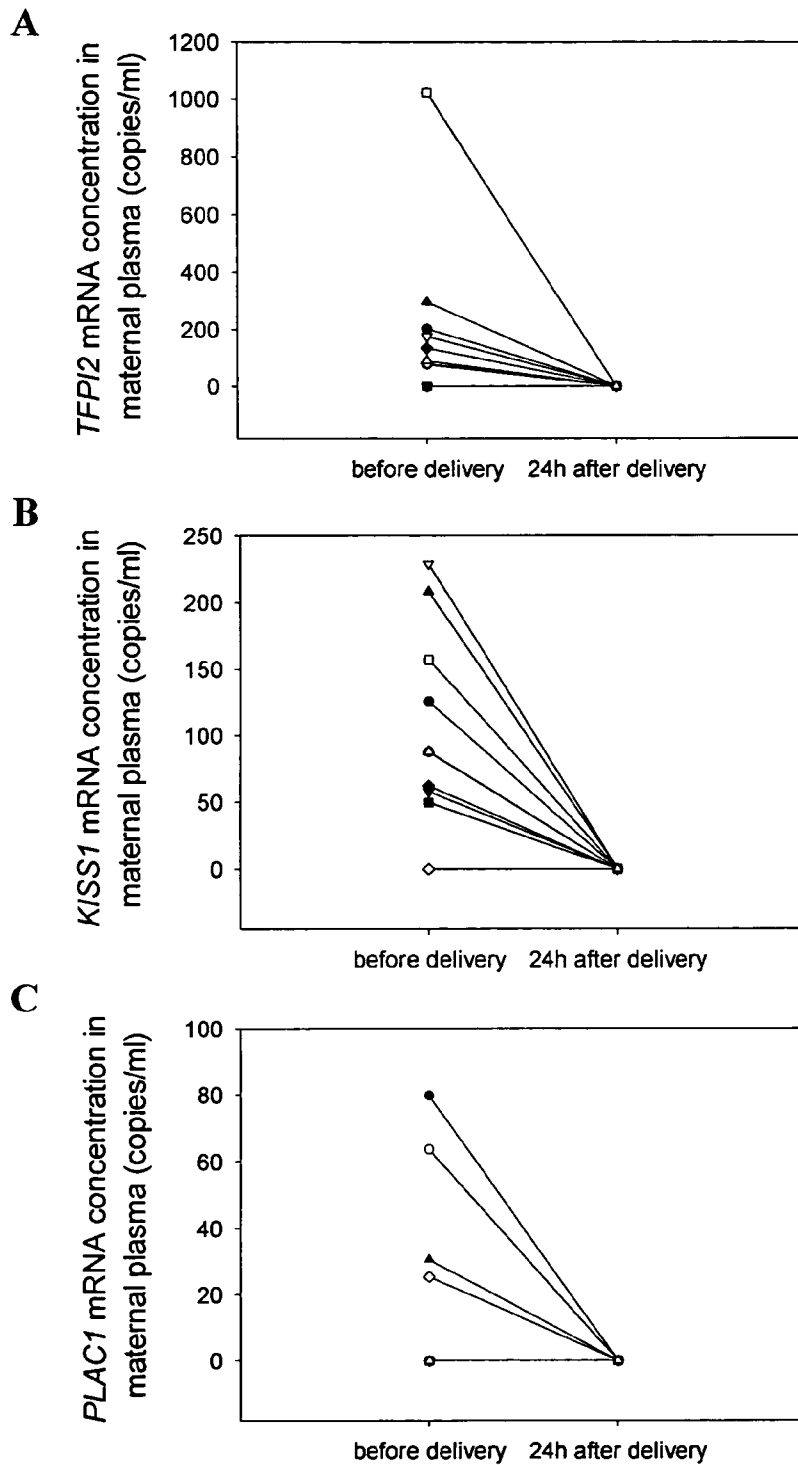 A
TFPI2 mRNA concentration in
maternal plasma (copies/ml)
1200
1000
800
600
400
200
0
before delivery 24h after delivery
B
KISS1 mRNA concentration in
maternal plasma (copies/ml)
250
200
150
100
50
0
before delivery 24h after delivery
C
PLAC1 mRNA concentration in
maternal plasma (copies/ml)
100
80
60
40
20
0
before delivery 24h after delivery